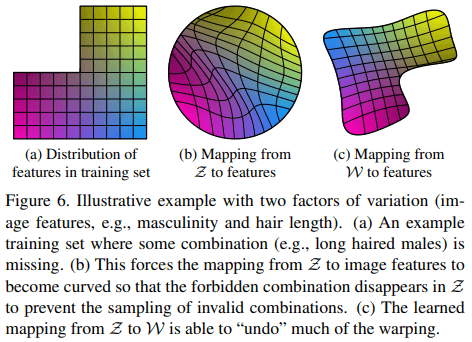 (a) Distribution of
features in training set
(b) Mapping from
𝒵 to features
(c) Mapping from
𝒲 to features
Figure 6. Illustrative example with two factors of variation (im-
age features, e.g., masculinity and hair length). (a) An example
training set where some combination (e.g., long haired males) is
missing. (b) This forces the mapping from 𝒵 to image features to
become curved so that the forbidden combination disappears in 𝒵
to prevent the sampling of invalid combinations. (c) The learned
mapping from 𝒵 to 𝒲 is able to “undo” much of the warping.